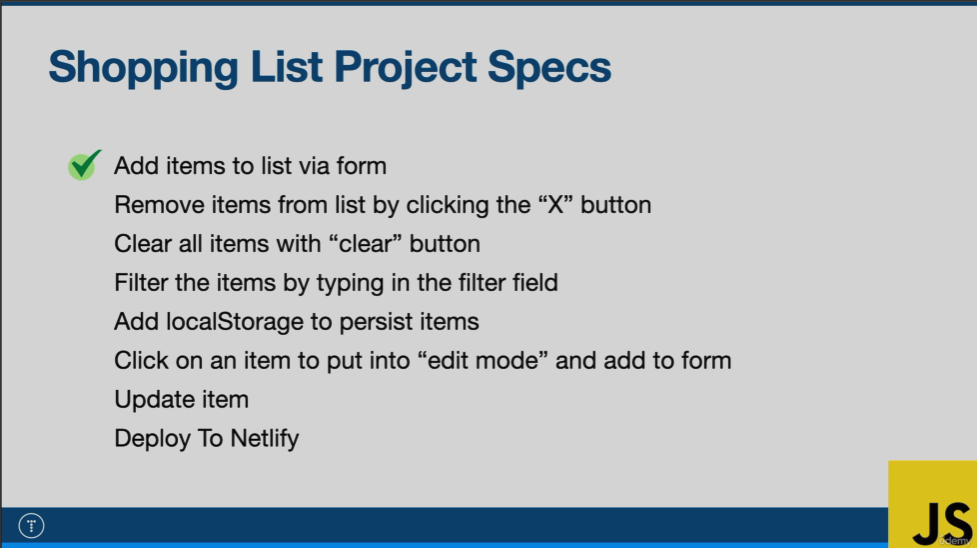 Shopping List Project Specs
Add items to list via form
Remove items from list by clicking the “X” button
Clear all items with “clear” button
Filter the items by typing in the filter field
Add localStorage to persist items
Click on an item to put into “edit mode” and add to form
Update item
Deploy To Netlify
JS
udemy